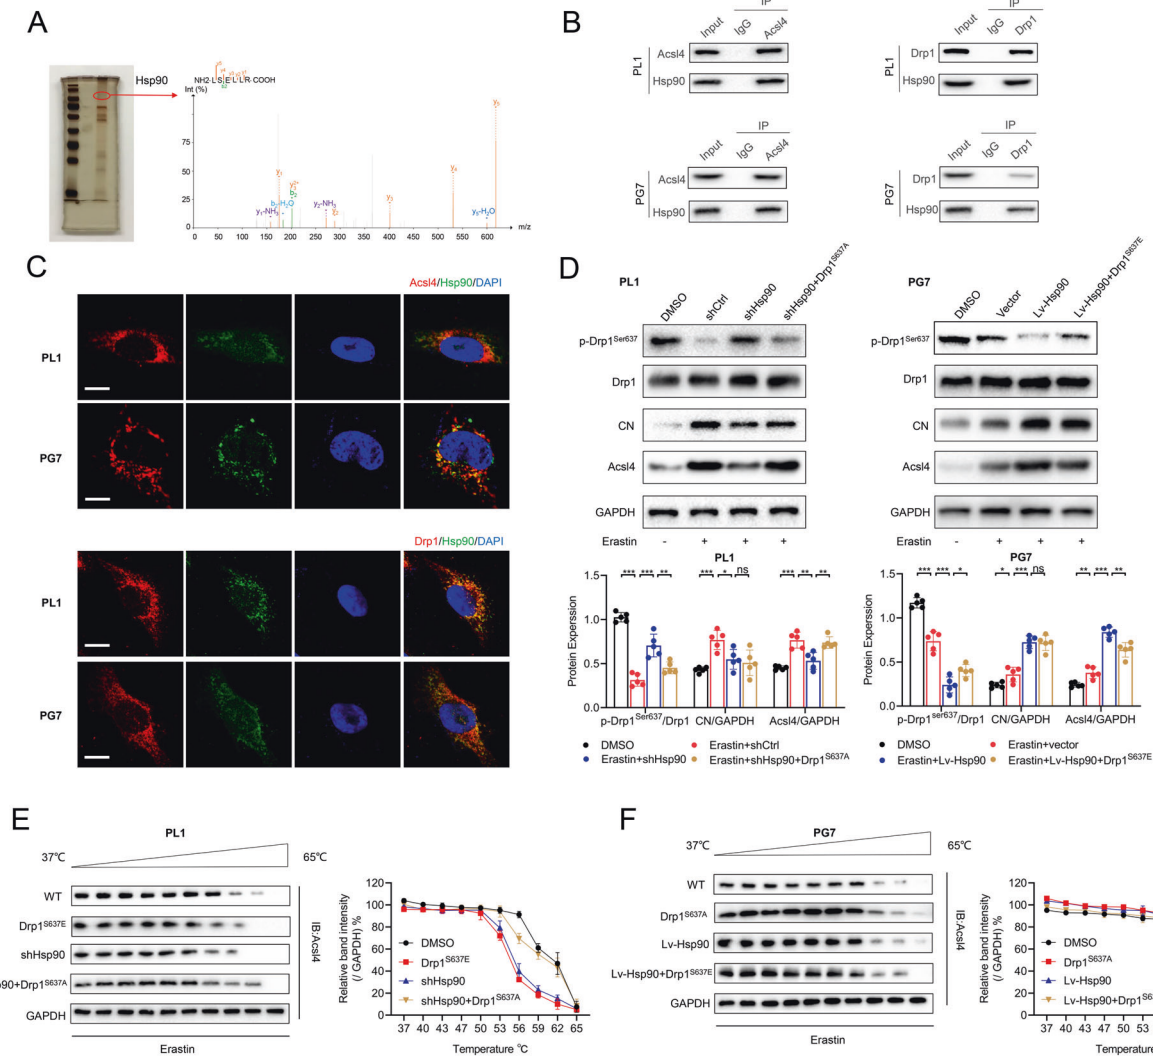 A
Hsp90
NH2-L S E L L R-COOH
Int (%)
75
50
25
0
y₁
y₁-NH₃
b₂-H₂O
b₂
y₂-NH₃
y₂
y₃
y₄
y₅-H₂O
y₅
0 50 100 150 200 250 300 350 400 450 500 550 600 650
m/z
B
IP
Input IgG Acsl4
PL1
Acsl4
Hsp90
IP
Input IgG Drp1
PL1
Drp1
Hsp90
IP
Input IgG Acsl4
PG7
Acsl4
Hsp90
IP
Input IgG Drp1
PG7
Drp1
Hsp90
C
Acsl4/Hsp90/DAPI
PL1
PG7
Drp1/Hsp90/DAPI
PL1
PG7
D
PL1
DMSO shCtrl shHsp90 shHsp90+Drp1S637A
p-Drp1Ser637
Drp1
CN
Acsl4
GAPDH
Erastin - + + +
PG7
DMSO Vector Lv-Hsp90 Lv-Hsp90+Drp1S637E
p-Drp1Ser637
Drp1
CN
Acsl4
GAPDH
Erastin - + + +
PL1
Protein Experssion
1.5
1.0
0.5
0.0
*** *** ** *** * ns *** ** **
p-Drp1Ser637/Drp1 CN/GAPDH Acsl4/GAPDH
DMSO Erastin+shCtrl
Erastin+shHsp90 Erastin+shHsp90+Drp1S637A
PG7
Protein Experssion
1.5
1.0
0.5
0.0
*** *** * * *** ns ** *** **
p-Drp1ser637/Drp1 CN/GAPDH Acsl4/GAPDH
DMSO Erastin+vector
Erastin+Lv-Hsp90 Erastin+Lv-Hsp90+Drp1S637E
E
PL1
37℃ 65℃
WT
Drp1S637E
shHsp90
p90+Drp1S637A
GAPDH
IB:Acsl4
Erastin
Relative band intensity
(/ GAPDH) %
120
100
80
60
40
20
0
DMSO
Drp1S637E
shHsp90
shHsp90+Drp1S637A
37 40 43 47 50 53 56 59 62 65
Temperature ℃
F
PG7
37℃ 65℃
WT
Drp1S637A
Lv-Hsp90
Lv-Hsp90+Drp1S637E
GAPDH
IB:Acsl4
Erastin
Relative band intensity
(/ GAPDH) %
120
100
80
60
40
20
0
DMSO
Drp1S637A
Lv-Hsp90
Lv-Hsp90+Drp1S63
37 40 43 47 50 53
Temperature